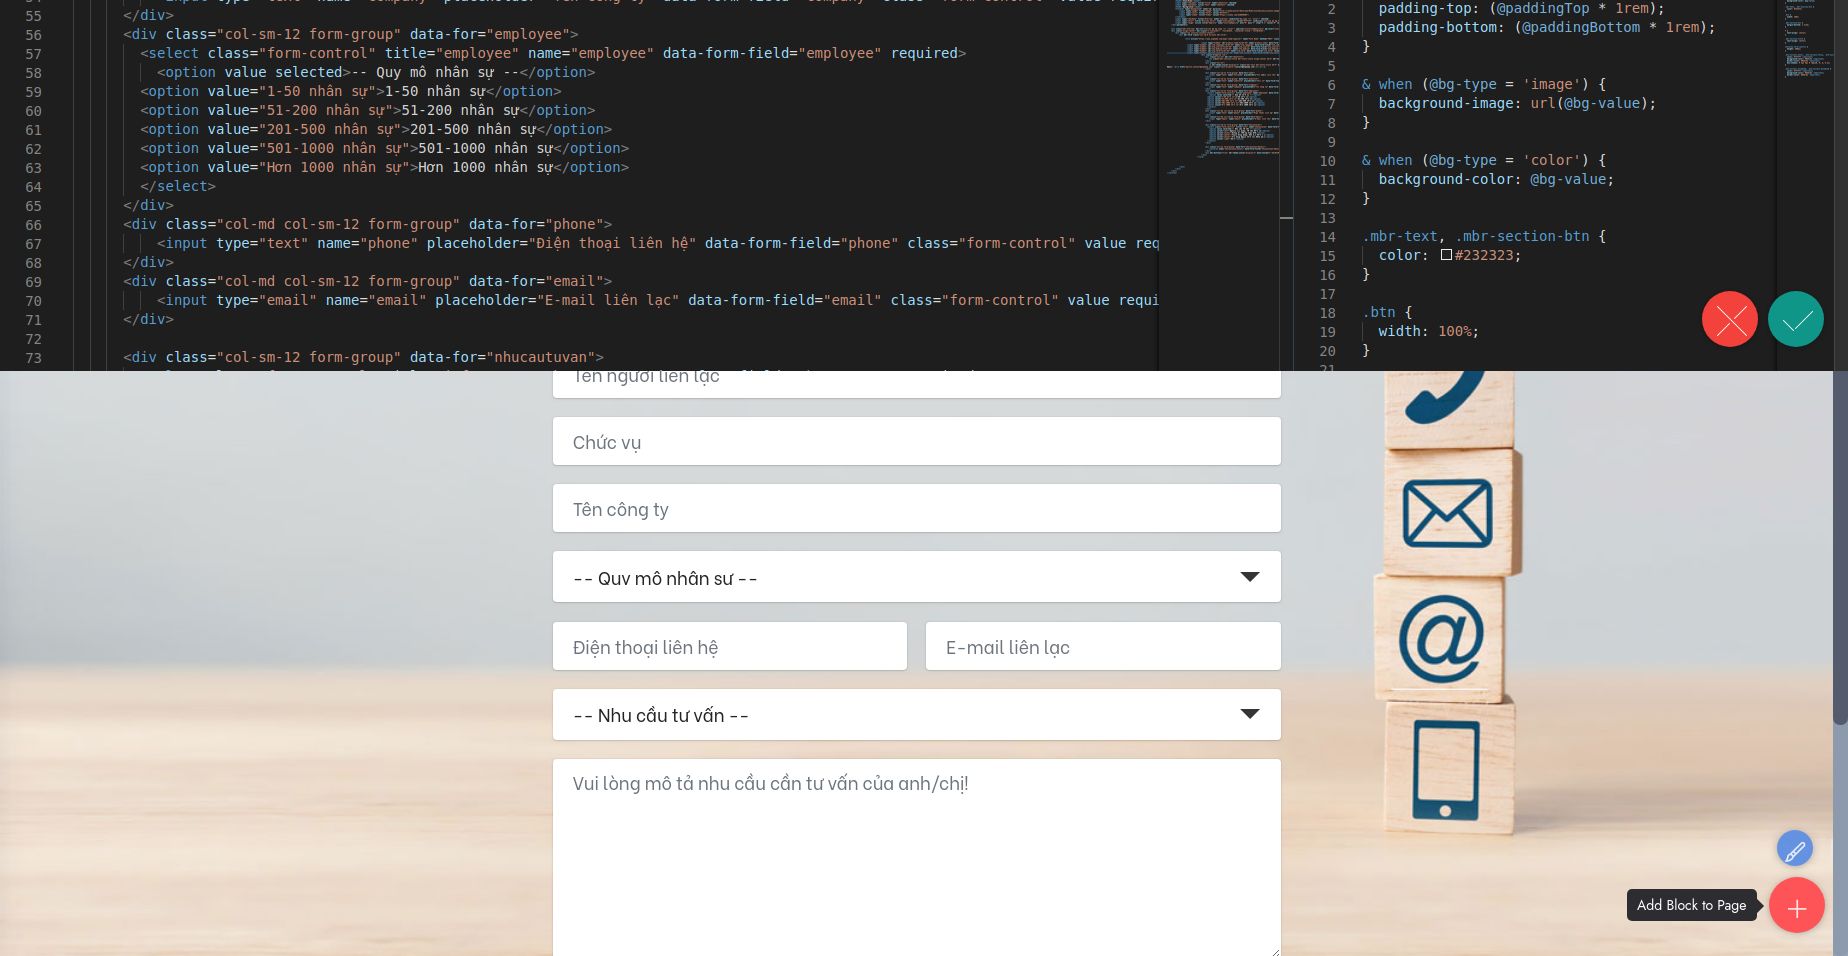 55 </div>
56 <div class="col-sm-12 form-group" data-for="employee">
57 <select class="form-control" title="employee" name="employee" data-form-field="employee" required>
58 <option value selected>-- Quy mô nhân sự --</option>
59 <option value="1-50 nhân sự">1-50 nhân sự</option>
60 <option value="51-200 nhân sự">51-200 nhân sự</option>
61 <option value="201-500 nhân sự">201-500 nhân sự</option>
62 <option value="501-1000 nhân sự">501-1000 nhân sự</option>
63 <option value="Hơn 1000 nhân sự">Hơn 1000 nhân sự</option>
64 </select>
65 </div>
66 <div class="col-md col-sm-12 form-group" data-for="phone">
67 <input type="text" name="phone" placeholder="Điện thoại liên hệ" data-form-field="phone" class="form-control" value req
68 </div>
69 <div class="col-md col-sm-12 form-group" data-for="email">
70 <input type="email" name="email" placeholder="E-mail liên lạc" data-form-field="email" class="form-control" value requi
71 </div>
72
73 <div class="col-sm-12 form-group" data-for="nhucautuvan">
2 padding-top: (@paddingTop * 1rem);
3 padding-bottom: (@paddingBottom * 1rem);
4 }
5
6 & when (@bg-type = 'image') {
7 background-image: url(@bg-value);
8 }
9
10 & when (@bg-type = 'color') {
11 background-color: @bg-value;
12 }
13
14 .mbr-text, .mbr-section-btn {
15 color: #232323;
16 }
17
18 .btn {
19 width: 100%;
20 }
21
Tên người liên lạc
Chức vụ
Tên công ty
-- Quy mô nhân sự --
Điện thoại liên hệ
E-mail liên lạc
-- Nhu cầu tư vấn --
Vui lòng mô tả nhu cầu cần tư vấn của anh/chị!
@
Add Block to Page